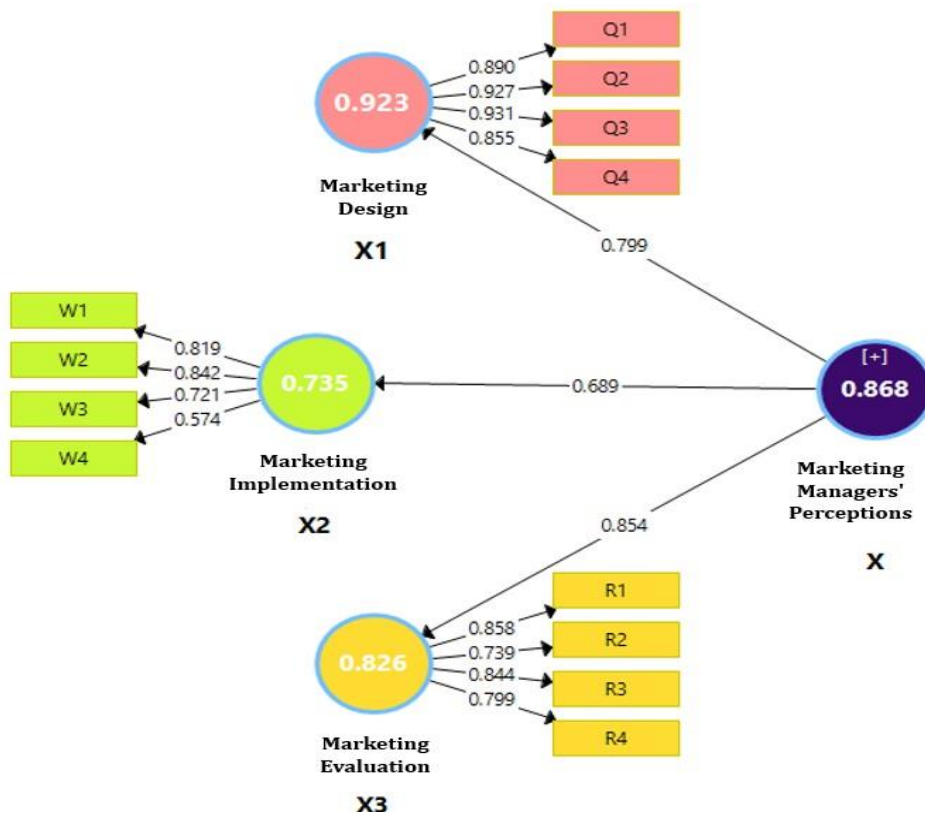 Q1
0.890
Q2
0.927
0.923
0.931
Q3
0.855
Q4
Marketing
Design
X1
0.799
W1
0.819
W2
0.842
0.735
0.721
W3
0.574
W4
Marketing
Implementation
X2
0.689
[+]
0.868
Marketing
Managers'
Perceptions
X
0.854
R1
0.858
R2
0.739
0.826
0.844
R3
0.799
R4
Marketing
Evaluation
X3